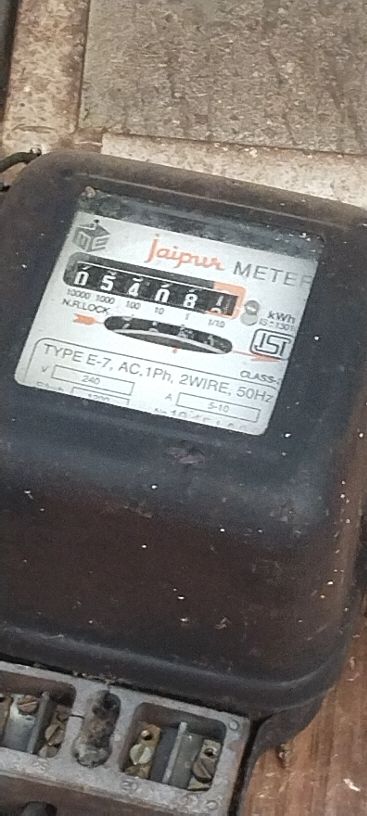 Jaipur METER
0 5 4 0 8
10000 1000 100 10 1 1/10
kWh
N.R.LOCK
ISI
CLASS-
TYPE E-7, AC,1Ph, 2WIRE, 50Hz
V 240 A 5-10